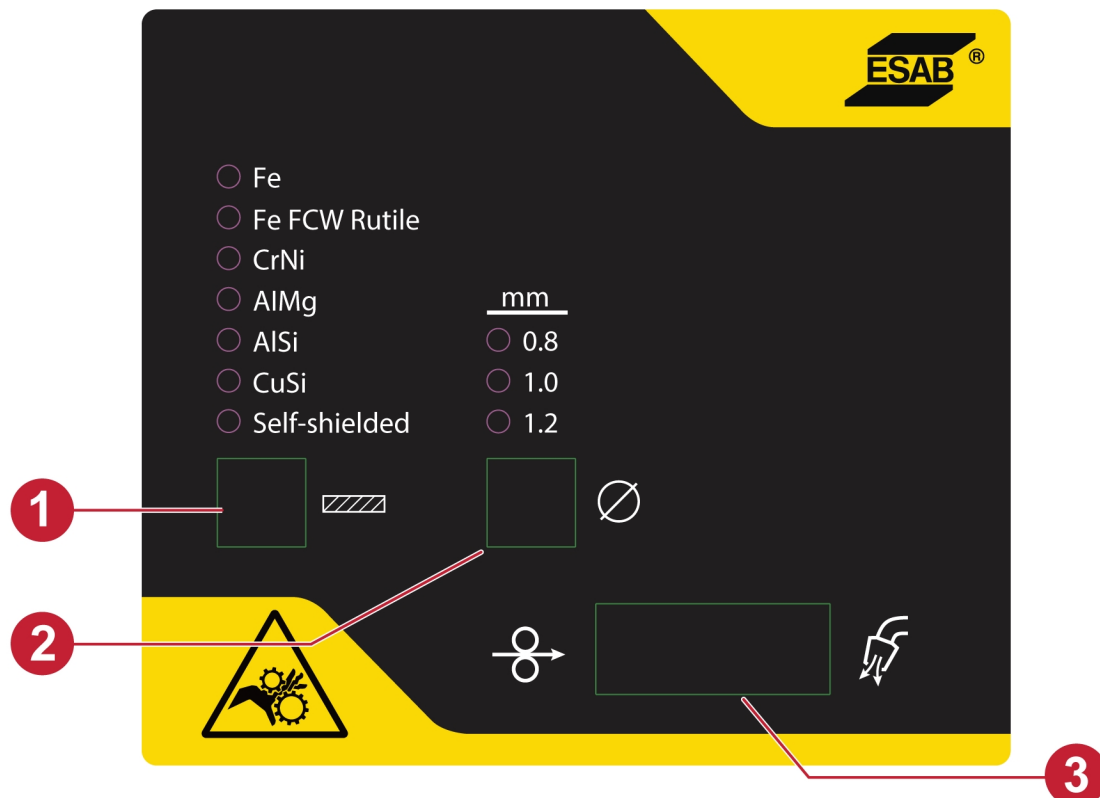 ESAB ®
Fe
Fe FCW Rutile
CrNi
AlMg
AlSi
CuSi
Self-shielded
mm
0.8
1.0
1.2
1
2
3